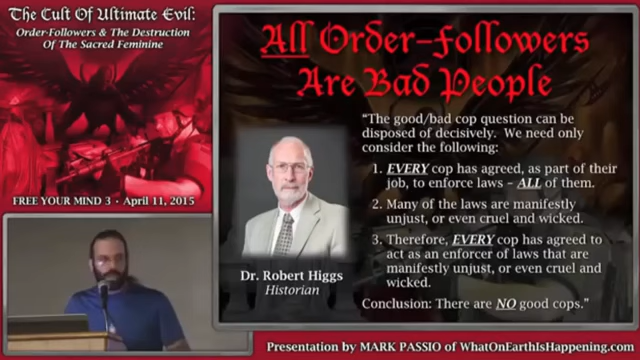 The Cult Of Ultimate Evil:
Order-Followers & The Destruction
Of The Sacred Feminine
FREE YOUR MIND 3 · April 11, 2015
All Order-Followers
Are Bad People
“The good/bad cop question can be
disposed of decisively. We need only
consider the following:
1. EVERY cop has agreed, as part of their
job, to enforce laws – ALL of them.
2. Many of the laws are manifestly
unjust, or even cruel and wicked.
3. Therefore, EVERY cop has agreed to
act as an enforcer of laws that are
manifestly unjust, or even cruel and
wicked.
Conclusion: There are NO good cops.”
Dr. Robert Higgs
Historian
Presentation by MARK PASSIO of WhatOnEarthIsHappening.com